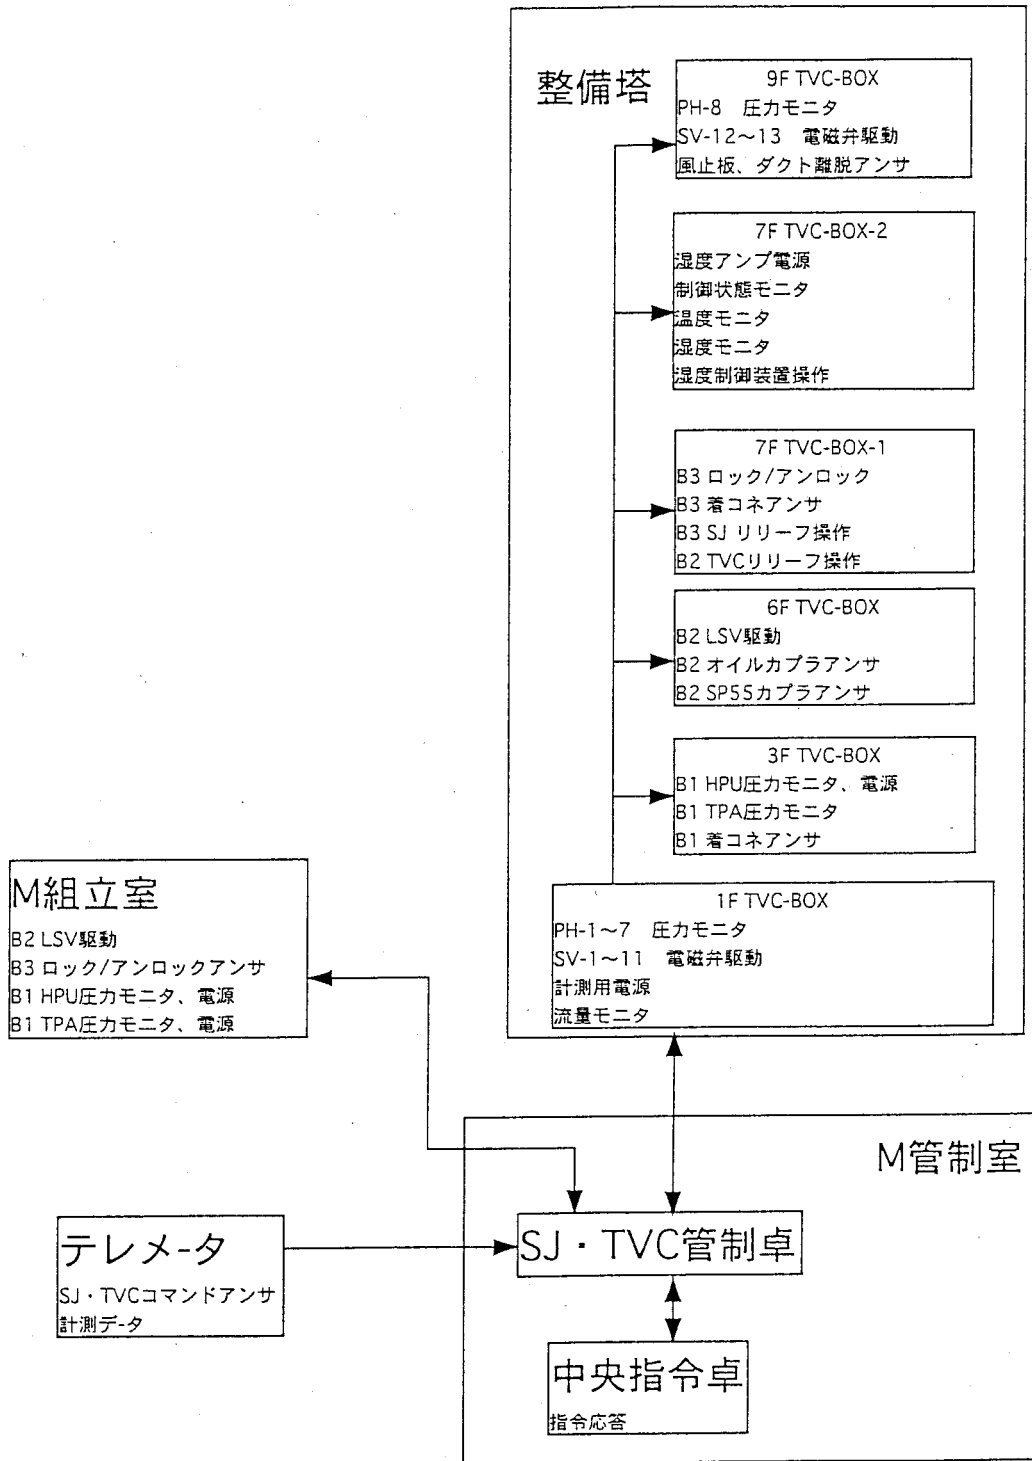 整備塔
9F TVC-BOX
PH-8 圧力モニタ
SV-12～13 電磁弁駆動
風止板、ダクト離脱アンサ
7F TVC-BOX-2
湿度アンプ電源
制御状態モニタ
温度モニタ
湿度モニタ
湿度制御装置操作
7F TVC-BOX-1
B3 ロック/アンロック
B3 着コネアンサ
B3 SJ リリーフ操作
B2 TVCリリーフ操作
6F TVC-BOX
B2 LSV駆動
B2 オイルカプラアンサ
B2 SP55カプラアンサ
3F TVC-BOX
B1 HPU圧力モニタ、電源
B1 TPA圧力モニタ
B1 着コネアンサ
1F TVC-BOX
PH-1～7 圧力モニタ
SV-1～11 電磁弁駆動
計測用電源
流量モニタ
M組立室
B2 LSV駆動
B3 ロック/アンロックアンサ
B1 HPU圧力モニタ、電源
B1 TPA圧力モニタ、電源
M管制室
テレメ-タ
SJ・TVCコマンドアンサ
計測デ-タ
SJ・TVC管制卓
中央指令卓
指令応答